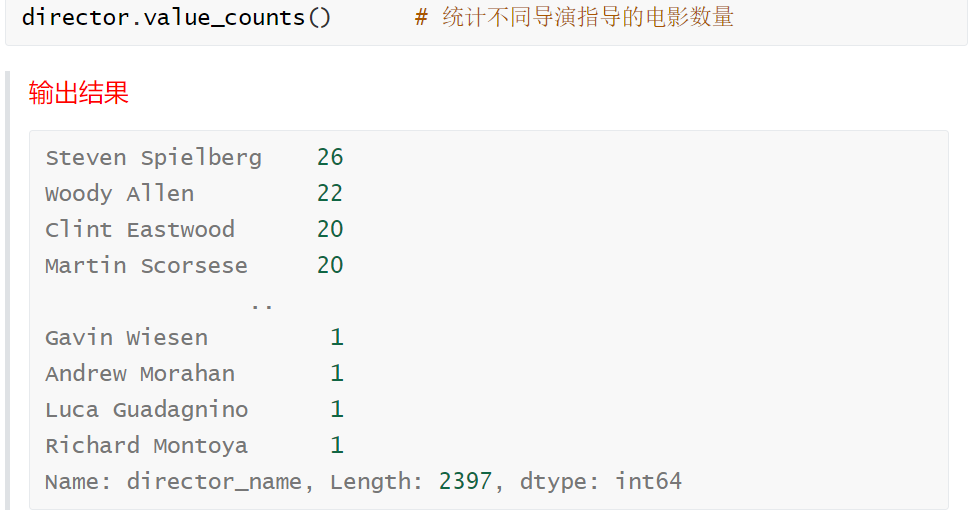 director.value_counts()      # 统计不同导演指导的电影数量
输出结果
Steven Spielberg    26
Woody Allen         22
Clint Eastwood      20
Martin Scorsese     20
               ..
Gavin Wiesen         1
Andrew Morahan       1
Luca Guadagnino      1
Richard Montoya      1
Name: director_name, Length: 2397, dtype: int64